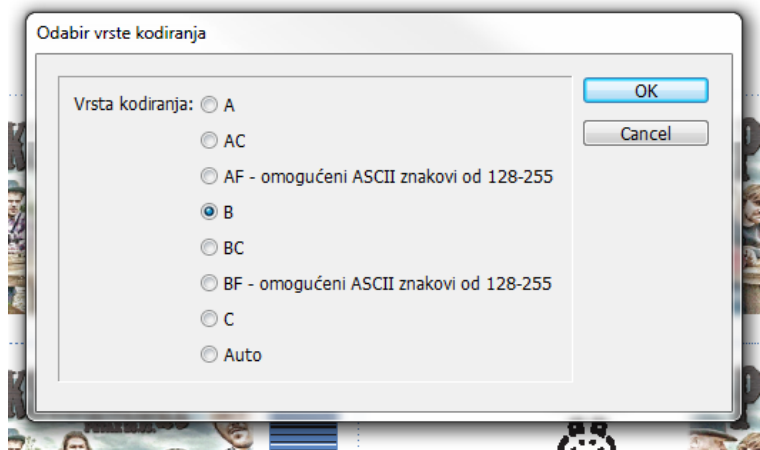 Odabir vrste kodiranja
Vrsta kodiranja: A
AC
AF - omogućeni ASCII znakovi od 128-255
B
BC
BF - omogućeni ASCII znakovi od 128-255
C
Auto
OK
Cancel